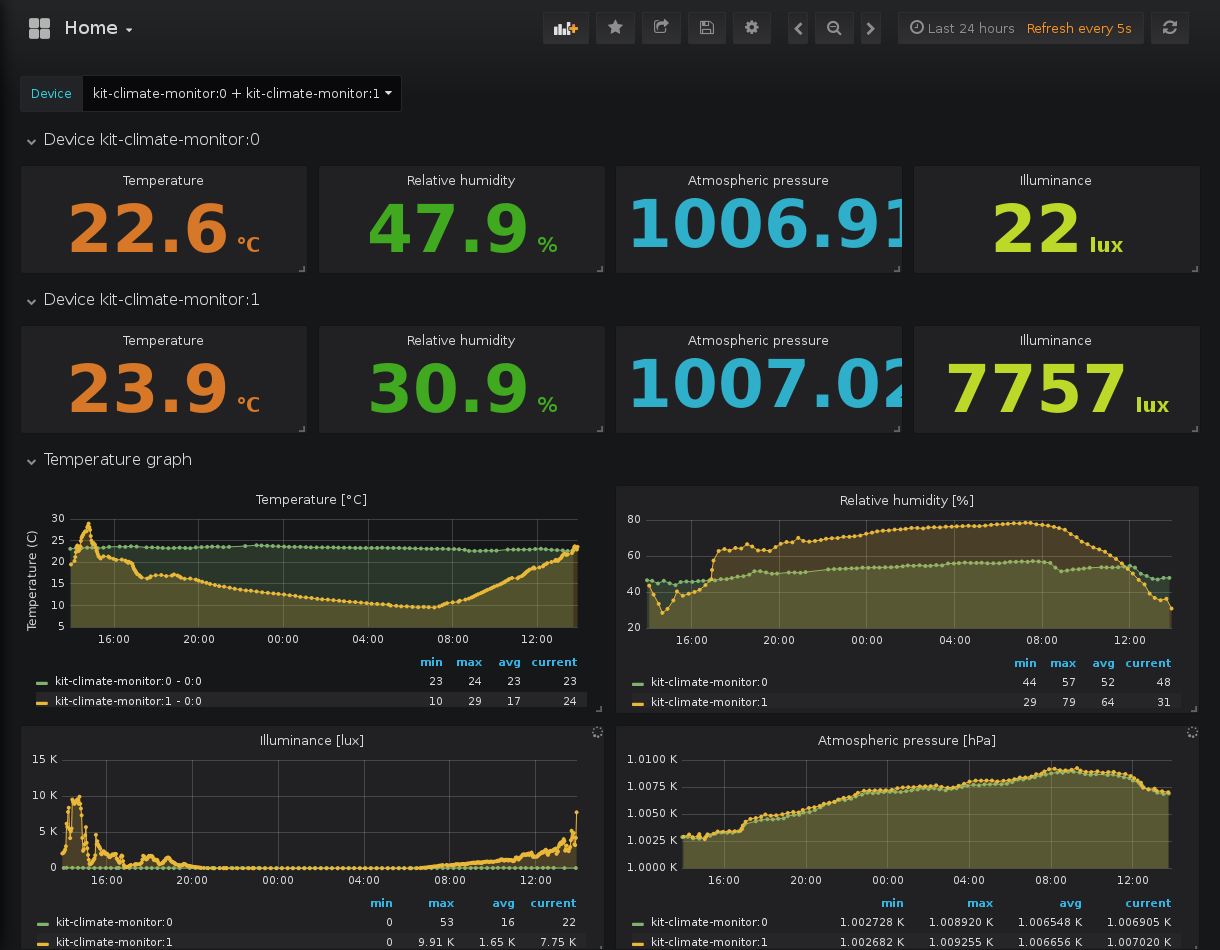 Home
Last 24 hours Refresh every 5s
Device kit-climate-monitor:0 + kit-climate-monitor:1
Device kit-climate-monitor:0
Temperature Relative humidity Atmospheric pressure Illuminance
22.6 °C 47.9 % 1006.91 22 lux
Device kit-climate-monitor:1
Temperature Relative humidity Atmospheric pressure Illuminance
23.9 °C 30.9 % 1007.02 7757 lux
Temperature graph
Temperature [°C]
Temperature (C)
30
25
20
15
10
5
16:00 20:00 00:00 04:00 08:00 12:00
min max avg current
kit-climate-monitor:0 - 0:0 23 24 23 23
kit-climate-monitor:1 - 0:0 10 29 17 24
Relative humidity [%]
80
60
40
20
16:00 20:00 00:00 04:00 08:00 12:00
min max avg current
kit-climate-monitor:0 44 57 52 48
kit-climate-monitor:1 29 79 64 31
Illuminance [lux]
15 K
10 K
5 K
0
16:00 20:00 00:00 04:00 08:00 12:00
min max avg current
kit-climate-monitor:0 0 53 16 22
kit-climate-monitor:1 0 9.91 K 1.65 K 7.75 K
Atmospheric pressure [hPa]
1.0100 K
1.0075 K
1.0050 K
1.0025 K
1.0000 K
16:00 20:00 00:00 04:00 08:00 12:00
min max avg current
kit-climate-monitor:0 1.002728 K 1.008920 K 1.006548 K 1.006905 K
kit-climate-monitor:1 1.002682 K 1.009255 K 1.006656 K 1.007020 K